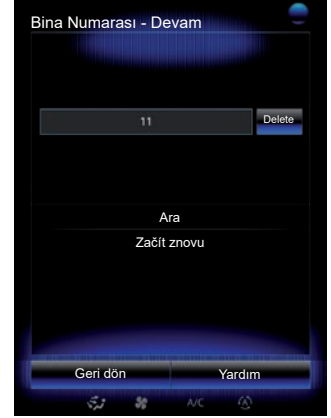 Bina Numarası - Devam
11
Delete
Ara
Začít znovu
Geri dön
Yardım
A/C
A